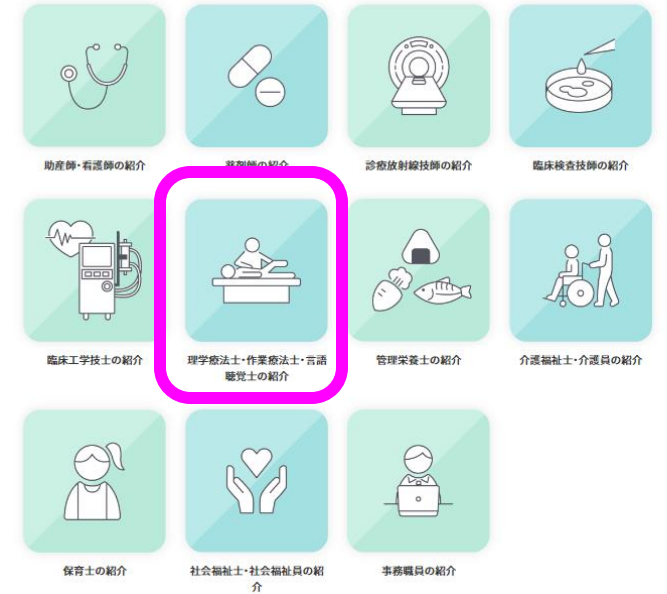 助産師・看護師の紹介
薬剤師の紹介
診療放射線技師の紹介
臨床検査技師の紹介
臨床工学技士の紹介
理学療法士・作業療法士・言語
聴覚士の紹介
管理栄養士の紹介
介護福祉士・介護員の紹介
保育士の紹介
社会福祉士・社会福祉員の紹
介
事務職員の紹介